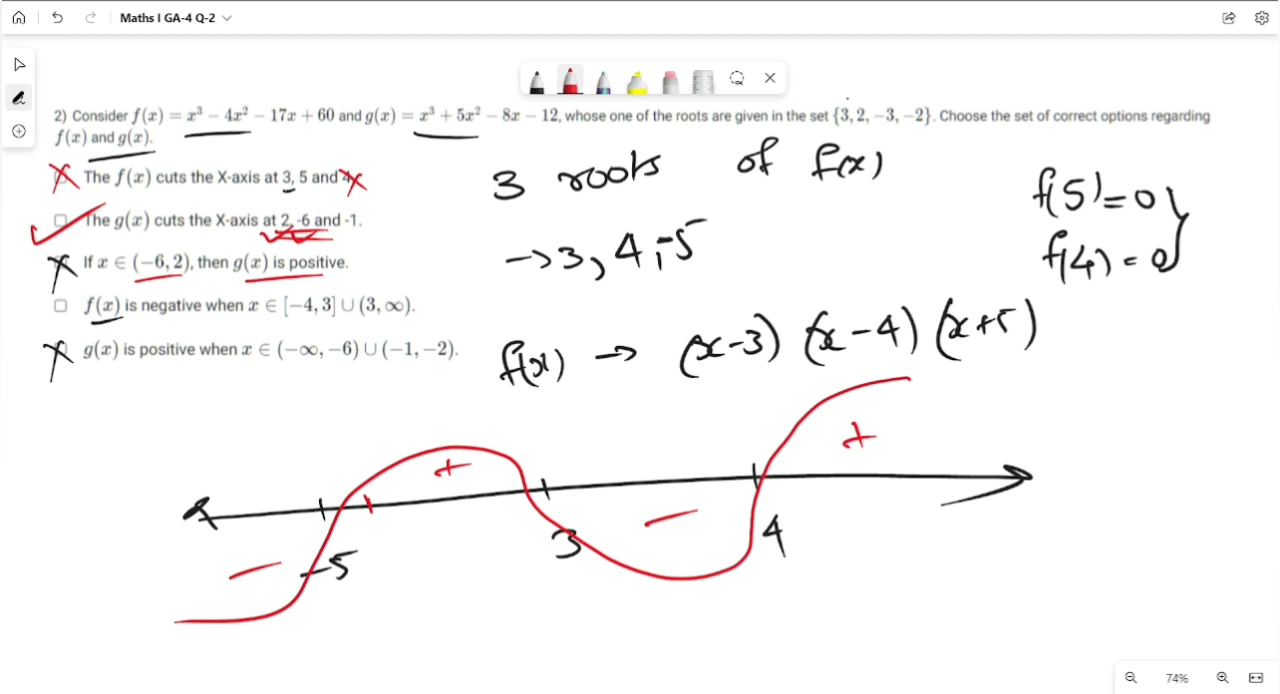 Maths I GA-4 Q-2
2) Consider f(x) = x³ − 4x² − 17x + 60 and g(x) = x³ + 5x² − 8x − 12, whose one of the roots are given in the set {3, 2, −3, −2}. Choose the set of correct options regarding
f(x) and g(x).
The f(x) cuts the X-axis at 3, 5 and 4
The g(x) cuts the X-axis at 2, -6 and -1.
If x ∈ (−6, 2), then g(x) is positive.
f(x) is negative when x ∈ [−4, 3] ∪ (3, ∞).
g(x) is positive when x ∈ (−∞, −6) ∪ (−1, −2).
3 roots of f(x)
→ 3, 4, -5
f(5) = 0
f(4) = 0
f(x) → (x-3) (x-4) (x+5)
+
+
−
−
-5
3
4
74%